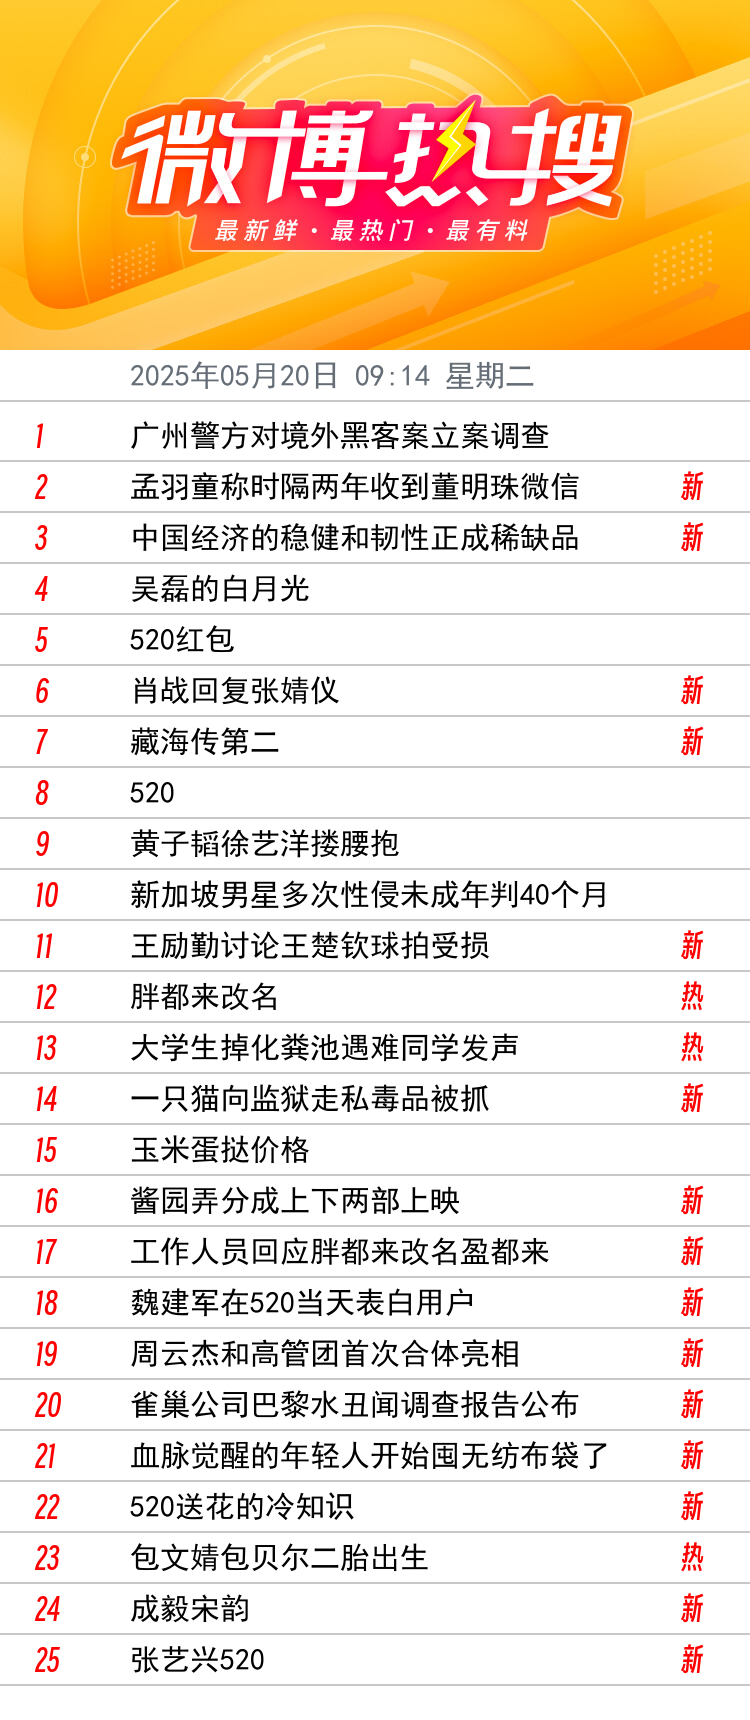 微博热搜
最新鲜·最热门·最有料
2025年05月20日 09:14 星期二
1 广州警方对境外黑客案立案调查
2 孟羽童称时隔两年收到董明珠微信 新
3 中国经济的稳健和韧性正成稀缺品 新
4 吴磊的白月光
5 520红包
6 肖战回复张婧仪 新
7 藏海传第二 新
8 520
9 黄子韬徐艺洋搂腰抱
10 新加坡男星多次性侵未成年判40个月
11 王励勤讨论王楚钦球拍受损 新
12 胖都来改名 热
13 大学生掉化粪池遇难同学发声 热
14 一只猫向监狱走私毒品被抓 新
15 玉米蛋挞价格
16 酱园弄分成上下两部上映 新
17 工作人员回应胖都来改名盈都来 新
18 魏建军在520当天表白用户 新
19 周云杰和高管团首次合体亮相 新
20 雀巢公司巴黎水丑闻调查报告公布 新
21 血脉觉醒的年轻人开始囤无纺布袋了 新
22 520送花的冷知识 新
23 包文婧包贝尔二胎出生 热
24 成毅宋韵 新
25 张艺兴520 新